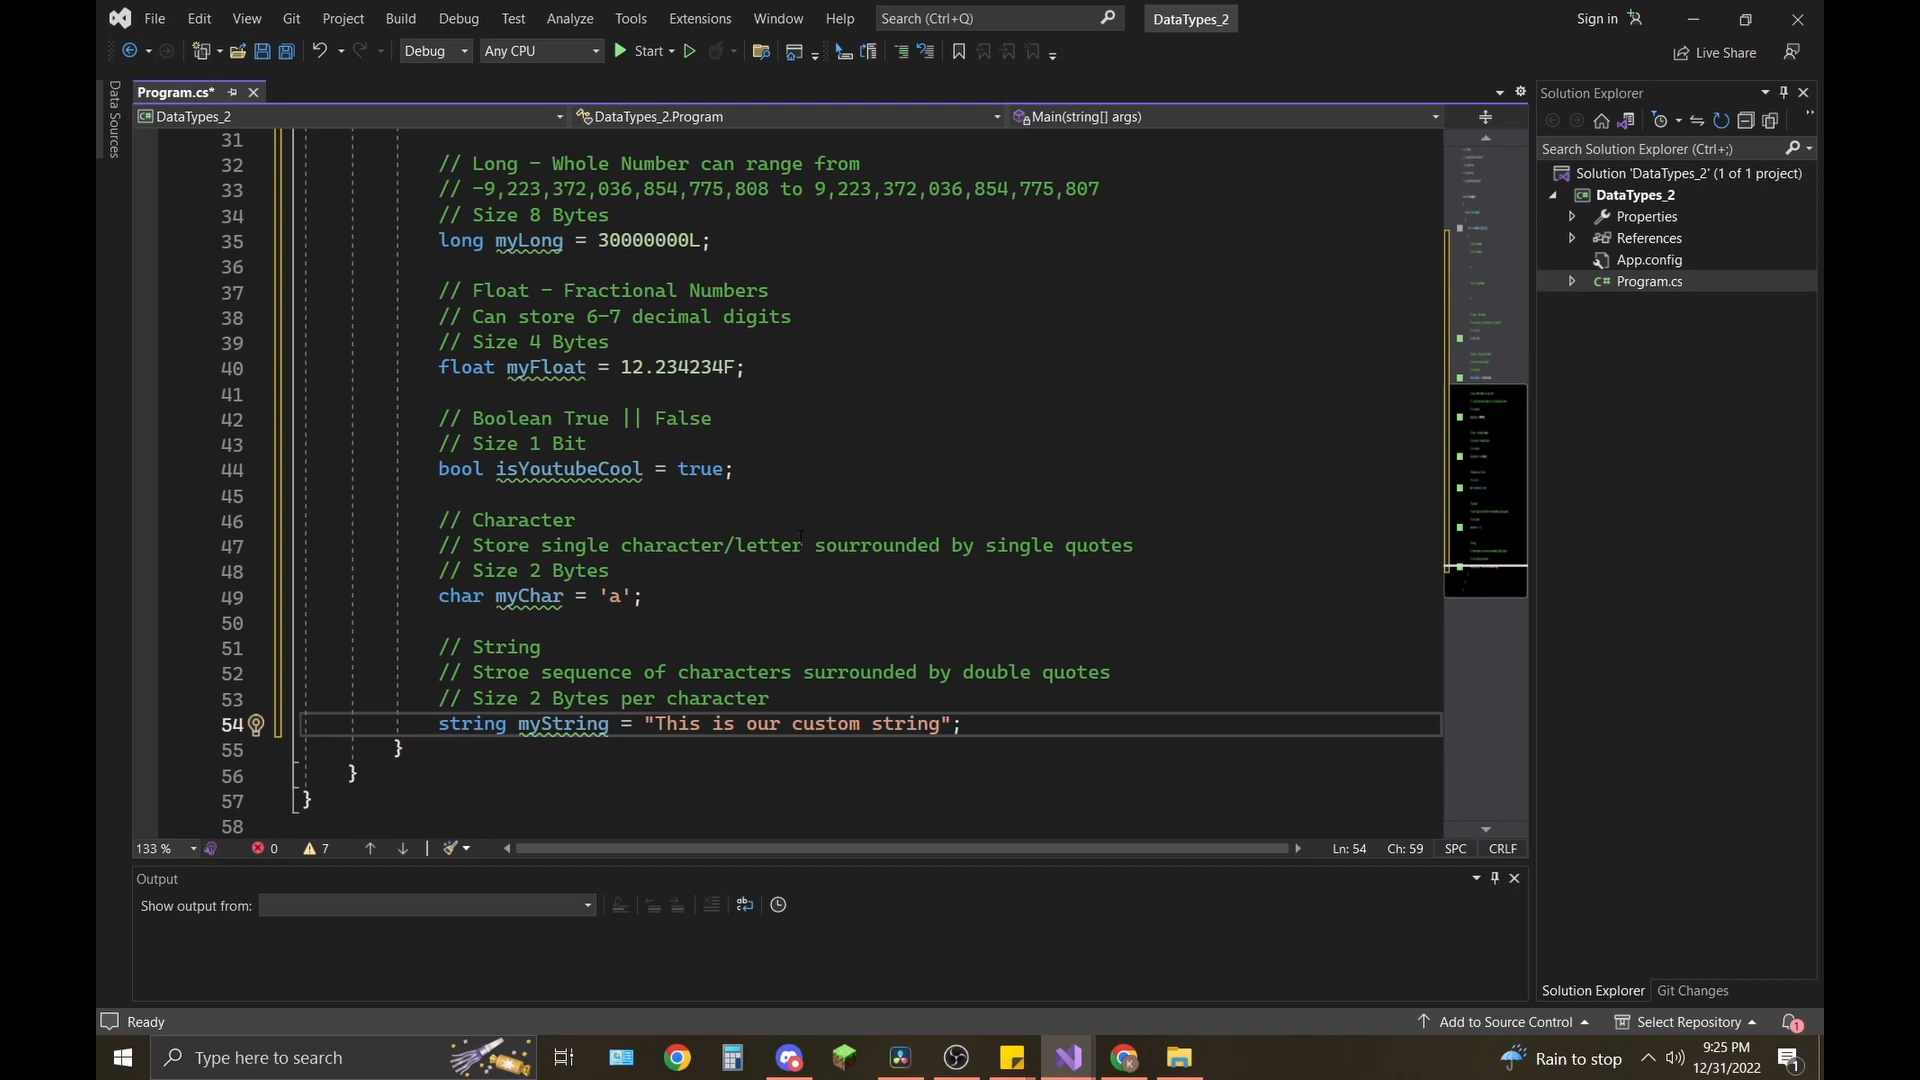 File Edit View Git Project Build Debug Test Analyze Tools Extensions Window Help Search (Ctrl+Q) DataTypes_2 Sign in
Debug Any CPU Start Live Share
Data Sources
Program.cs*
DataTypes_2 DataTypes_2.Program Main(string[] args)
31
32 // Long - Whole Number can range from
33 // -9,223,372,036,854,775,808 to 9,223,372,036,854,775,807
34 // Size 8 Bytes
35 long myLong = 30000000L;
36
37 // Float - Fractional Numbers
38 // Can store 6-7 decimal digits
39 // Size 4 Bytes
40 float myFloat = 12.234234F;
41
42 // Boolean True || False
43 // Size 1 Bit
44 bool isYoutubeCool = true;
45
46 // Character
47 // Store single character/letter sourrounded by single quotes
48 // Size 2 Bytes
49 char myChar = 'a';
50
51 // String
52 // Stroe sequence of characters surrounded by double quotes
53 // Size 2 Bytes per character
54 string myString = "This is our custom string";
55 }
56 }
57 }
58
133 % 0 7 Ln: 54 Ch: 59 SPC CRLF
Output
Show output from:
Solution Explorer
Search Solution Explorer (Ctrl+;)
Solution 'DataTypes_2' (1 of 1 project)
DataTypes_2
Properties
References
App.config
C# Program.cs
Solution Explorer Git Changes
Ready Add to Source Control Select Repository 1
Type here to search Rain to stop 9:25 PM
12/31/2022 1